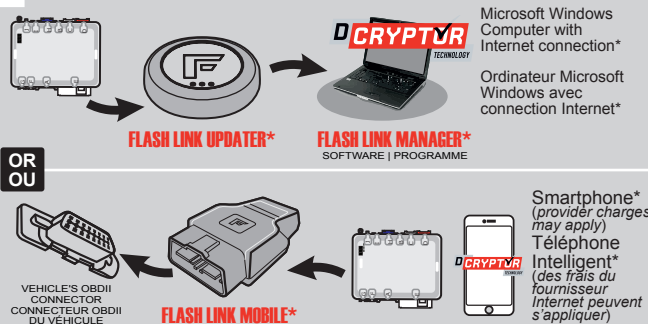 DCRYPTUR
TECHNOLOGY
Microsoft Windows
Computer with
Internet connection*
Ordinateur Microsoft
Windows avec
connection Internet*
FLASH LINK UPDATER*
FLASH LINK MANAGER*
SOFTWARE | PROGRAMME
OR
OU
VEHICLE'S OBDII
CONNECTOR
CONNECTEUR OBDII
DU VÉHICULE
FLASH LINK MOBILE*
DCRYPTUR
TECHNOLOGY
Smartphone*
(provider charges
may apply)
Téléphone
Intelligent*
(des frais du
fournisseur
Internet peuvent
s'appliquer)